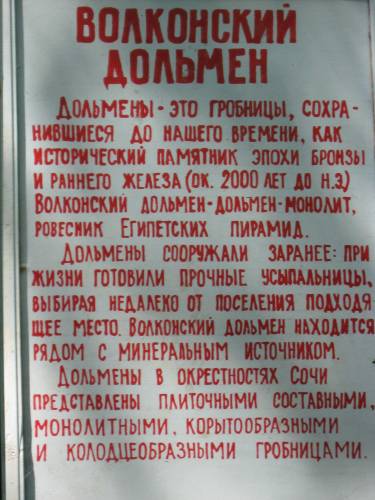 ВОЛКОНСКИЙ
ДОЛЬМЕН
ДОЛЬМЕНЫ - ЭТО ГРОБНИЦЫ, СОХРА-
НИВШИЕСЯ ДО НАШЕГО ВРЕМЕНИ, КАК
ИСТОРИЧЕСКИЙ ПАМЯТНИК ЭПОХИ БРОНЗЫ
И РАННЕГО ЖЕЛЕЗА (ОК. 2000 ЛЕТ ДО Н.Э.)
ВОЛКОНСКИЙ ДОЛЬМЕН-ДОЛЬМЕН-МОНОЛИТ,
РОВЕСНИК ЕГИПЕТСКИХ ПИРАМИД.
ДОЛЬМЕНЫ СООРУЖАЛИ ЗАРАНЕЕ: ПРИ
ЖИЗНИ ГОТОВИЛИ ПРОЧНЫЕ УСЫПАЛЬНИЦЫ,
ВЫБИРАЯ НЕДАЛЕКО ОТ ПОСЕЛЕНИЯ ПОДХОДЯ
ЩЕЕ МЕСТО. ВОЛКОНСКИЙ ДОЛЬМЕН НАХОДИТСЯ
РЯДОМ С МИНЕРАЛЬНЫМ ИСТОЧНИКОМ.
ДОЛЬМЕНЫ В ОКРЕСТНОСТЯХ СОЧИ
ПРЕДСТАВЛЕНЫ ПЛИТОЧНЫМИ СОСТАВНЫМИ,
МОНОЛИТНЫМИ, КОРЫТООБРАЗНЫМИ
И КОЛОДЦЕОБРАЗНЫМИ ГРОБНИЦАМИ.